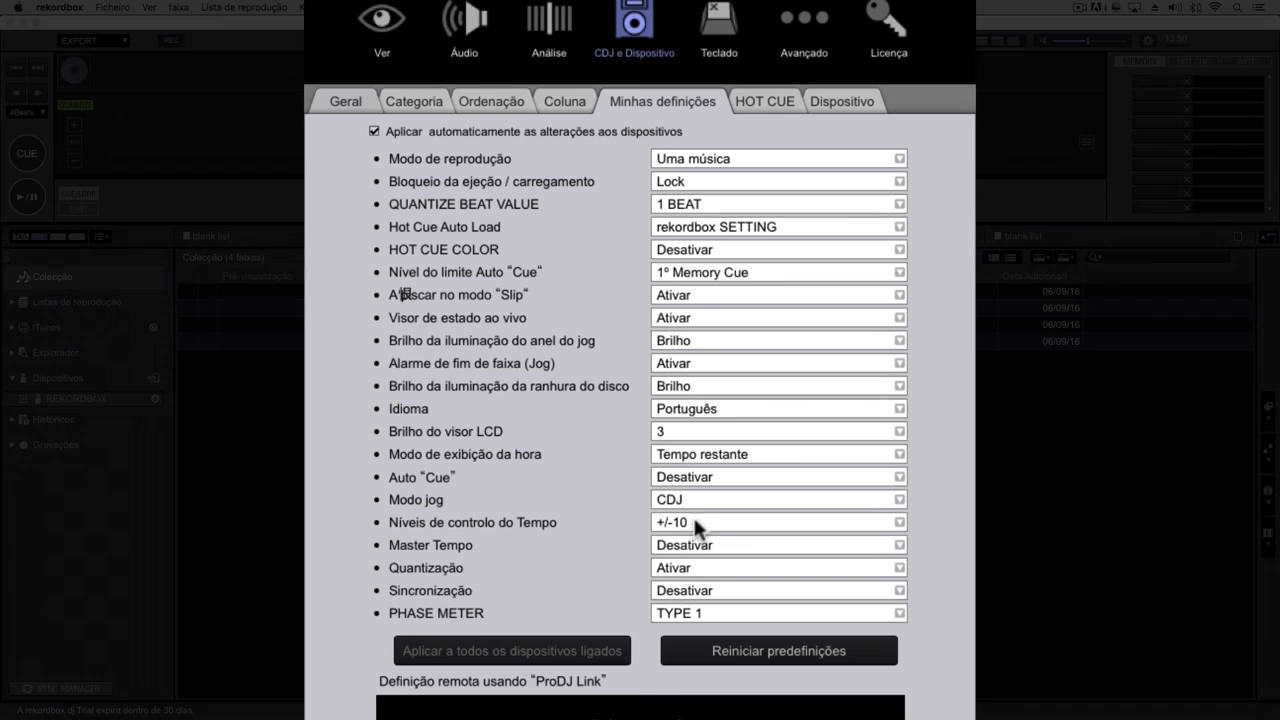 rekordbox Ficheiro Ver faixa Lista de reprodução
EXPORT
REC
15:50
Ver Áudio Análise CDJ e Dispositivo Teclado Avançado Licença
Geral Categoria Ordenação Coluna Minhas definições HOT CUE Dispositivo
Aplicar automaticamente as alterações aos dispositivos
• Modo de reprodução Uma música
• Bloqueio da ejeção / carregamento Lock
• QUANTIZE BEAT VALUE 1 BEAT
• Hot Cue Auto Load rekordbox SETTING
• HOT CUE COLOR Desativar
• Nível do limite Auto “Cue“ 1º Memory Cue
• “Slip“ no modo Ativar
• Visor de estado ao vivo Ativar
• Brilho da iluminação do anel do jog Brilho
• Alarme de fim de faixa (Jog) Ativar
• Brilho da iluminação da ranhura do disco Brilho
• Idioma Português
• Brilho do visor LCD 3
• Modo de exibição da hora Tempo restante
• Auto “Cue” Desativar
• Modo jog CDJ
• Níveis de controlo do Tempo +/-10
• Master Tempo Desativar
• Quantização Ativar
• Sincronização Desativar
• PHASE METER TYPE 1
Aplicar a todos os dispositivos ligados Reiniciar predefinições
Definição remota usando “ProDJ Link”
4Beats
CUE
MEMORY
blank list
blank list
Colecção (4 faixas)
Pré-visualização
Colecção
Listas de reprodução
iTunes
Explorador
Dispositivos
REKORDBOX
Históricos
Gravações
06/09/16
06/09/16
06/09/16
06/09/16
SYNC MANAGER
A rekordbox dj Trial expira dentro de 30 dias.